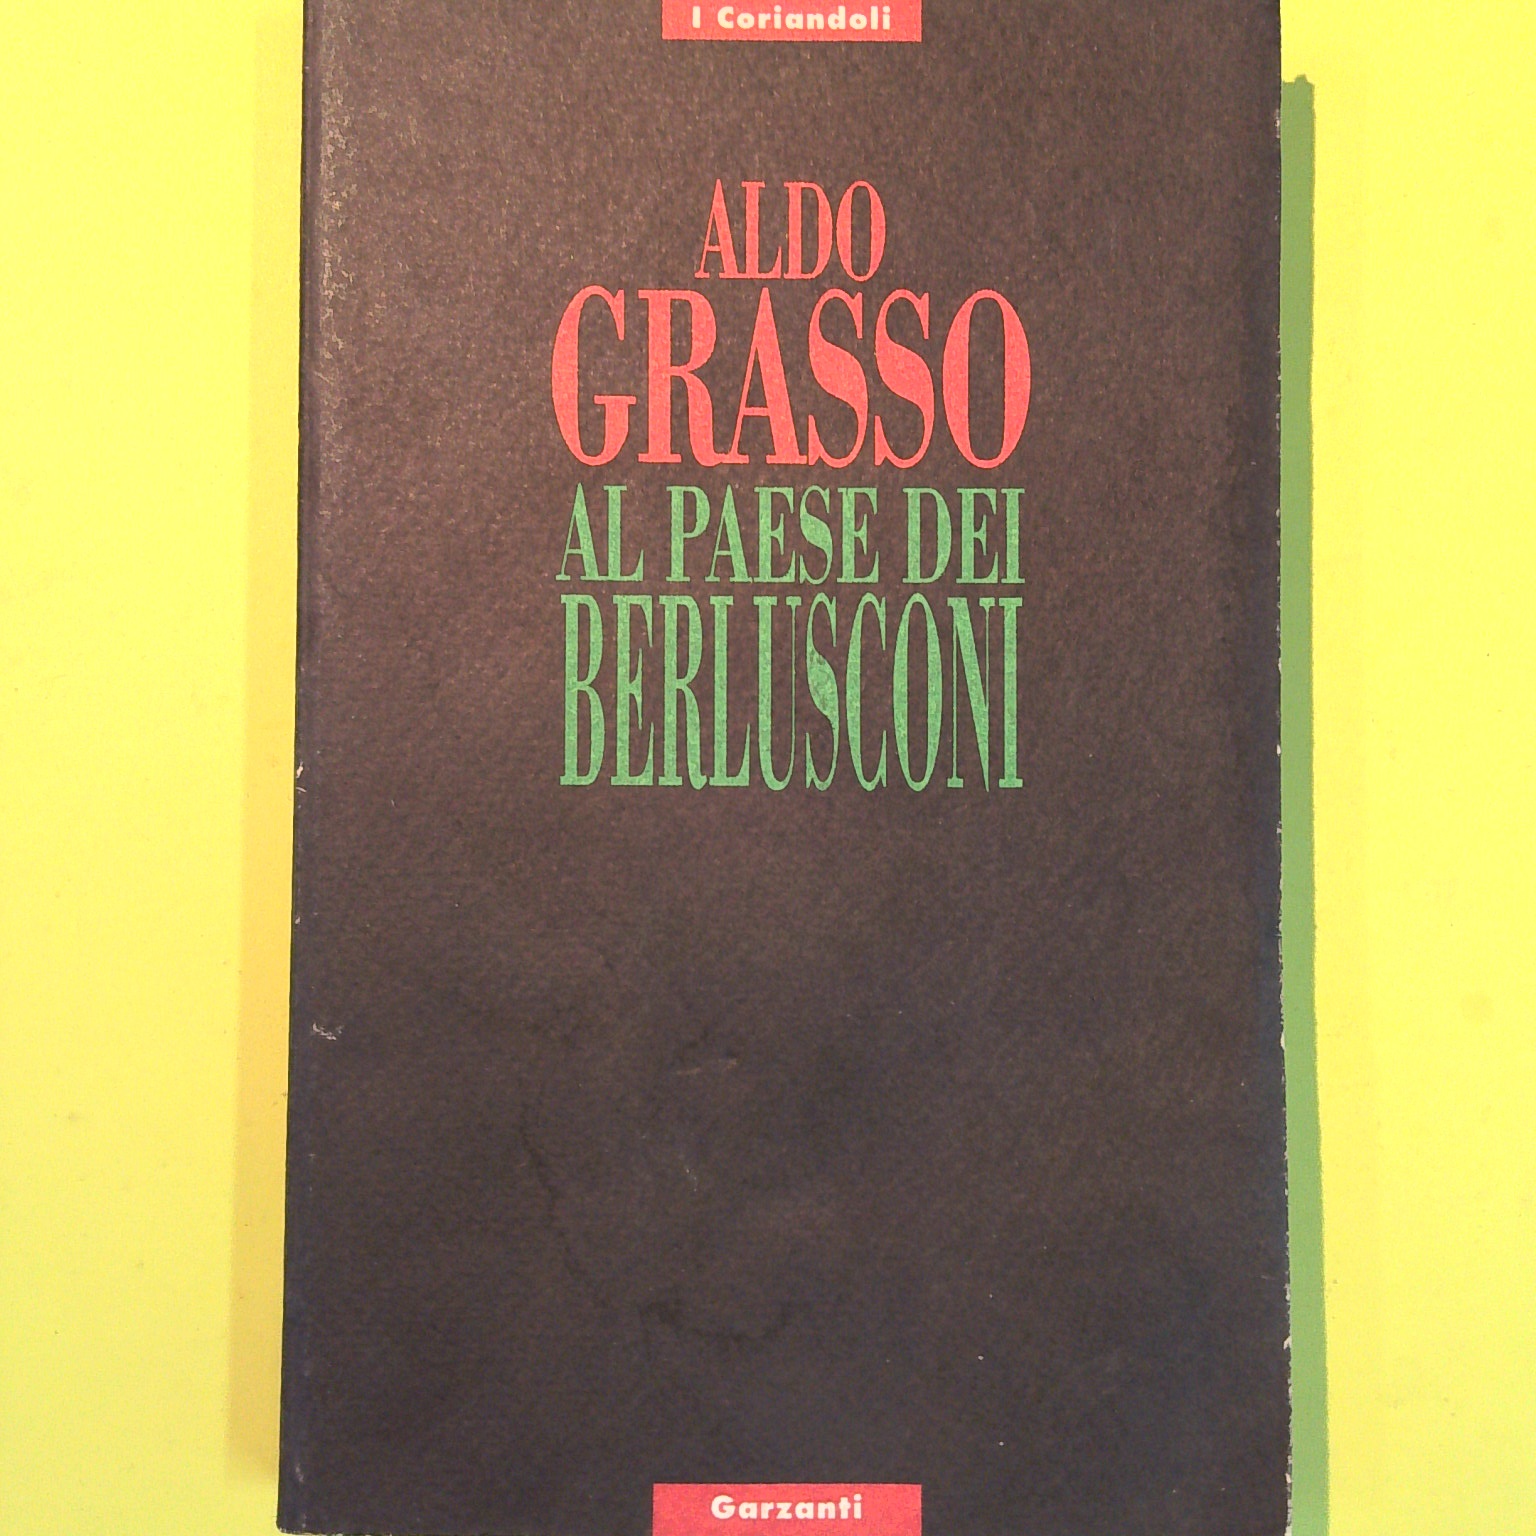 I Coriandoli
ALDO
GRASSO
AL PAESE DEI
BERLUSCONI
Garzanti